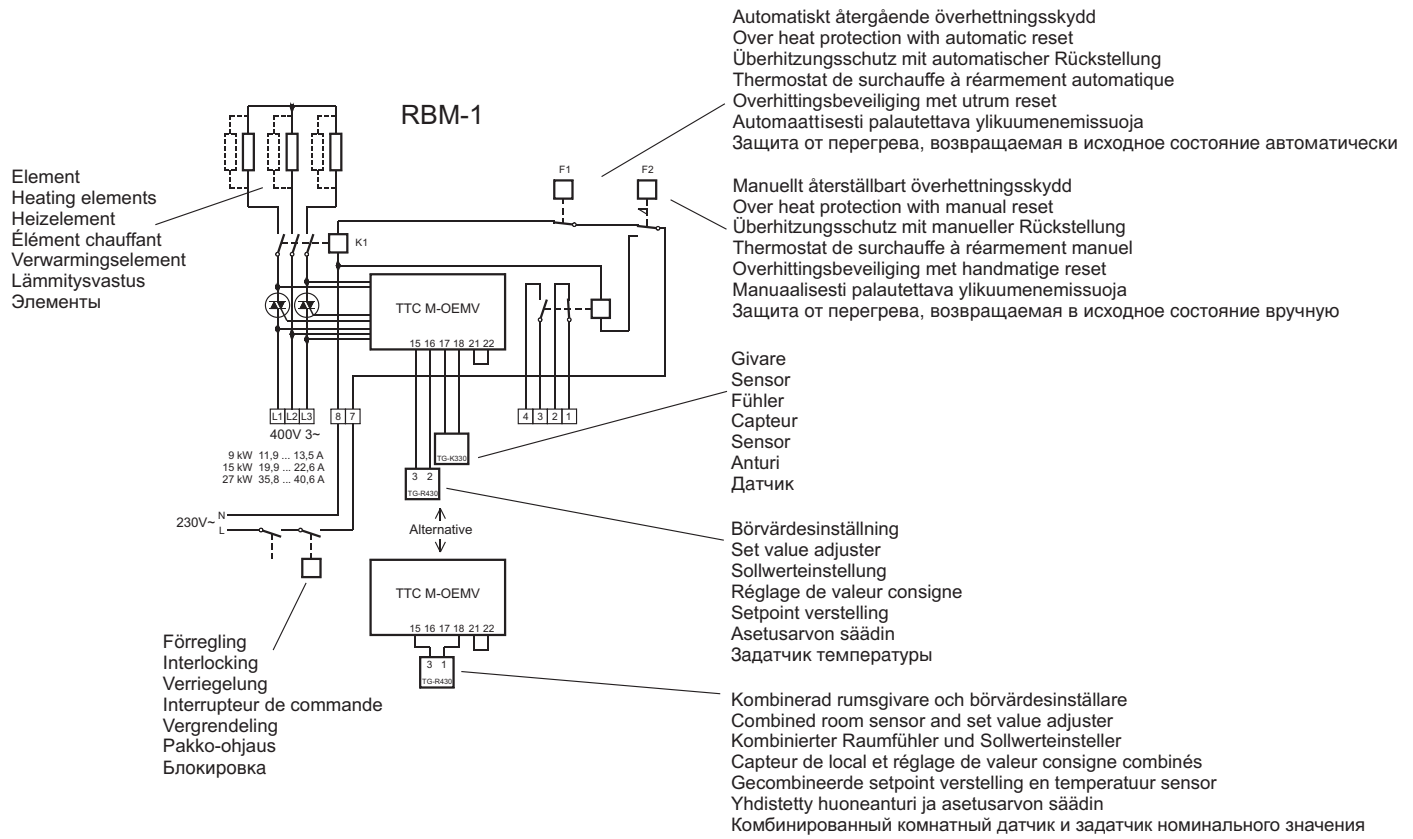 RBM-1
Element
Heating elements
Heizelement
Élément chauffant
Verwarmingselement
Lämmitysvastus
Элементы
Automatiskt återgående överhettningsskydd
Over heat protection with automatic reset
Überhitzungsschutz mit automatischer Rückstellung
Thermostat de surchauffe à réarmement automatique
Overhittingsbeveiliging met utrum reset
Automaattisesti palautettava ylikuumenemissuoja
Защита от перегрева, возвращаемая в исходное состояние автоматически
F1
F2
Manuellt återställbart överhettningsskydd
Over heat protection with manual reset
Überhitzungsschutz mit manueller Rückstellung
Thermostat de surchauffe à réarmement manuel
Overhittingsbeveiliging met handmatige reset
Manuaalisesti palautettava ylikuumenemissuoja
Защита от перегрева, возвращаемая в исходное состояние вручную
K1
TTC M-OEMV
15 16 17 18 21 22
L1 L2 L3
8 7
4 3 2 1
400V 3~
9 kW 11,9 ... 13,5 A
15 kW 19,9 ... 22,6 A
27 kW 35,8 ... 40,6 A
TG-K330
3 2
TG-R430
Givare
Sensor
Fühler
Capteur
Sensor
Anturi
Датчик
230V~
N
L
Alternative
Börvärdesinställning
Set value adjuster
Sollwerteinstellung
Réglage de valeur consigne
Setpoint verstelling
Asetusarvon säädin
Задатчик температуры
TTC M-OEMV
15 16 17 18 21 22
3 1
TG-R430
Förregling
Interlocking
Verriegelung
Interrupteur de commande
Vergrendeling
Pakko-ohjaus
Блокировка
Kombinerad rumsgivare och börvärdesinställare
Combined room sensor and set value adjuster
Kombinierter Raumfühler und Sollwerteinsteller
Capteur de local et réglage de valeur consigne combinés
Gecombineerde setpoint verstelling en temperatuur sensor
Yhdistetty huoneanturi ja asetusarvon säädin
Комбинированный комнатный датчик и задатчик номинального значения